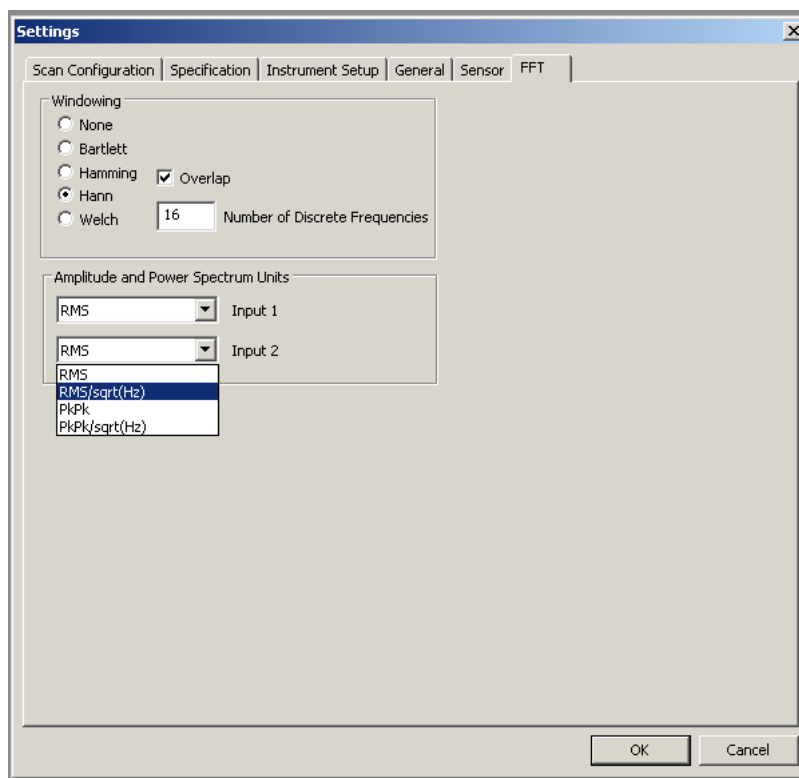 Settings
Scan Configuration Specification Instrument Setup General Sensor FFT
Windowing
None
Bartlett
Hamming
Overlap
Hann
Welch
16 Number of Discrete Frequencies
Amplitude and Power Spectrum Units
RMS Input 1
RMS Input 2
RMS
RMS/sqrt(Hz)
PkPk
PkPk/sqrt(Hz)
OK Cancel